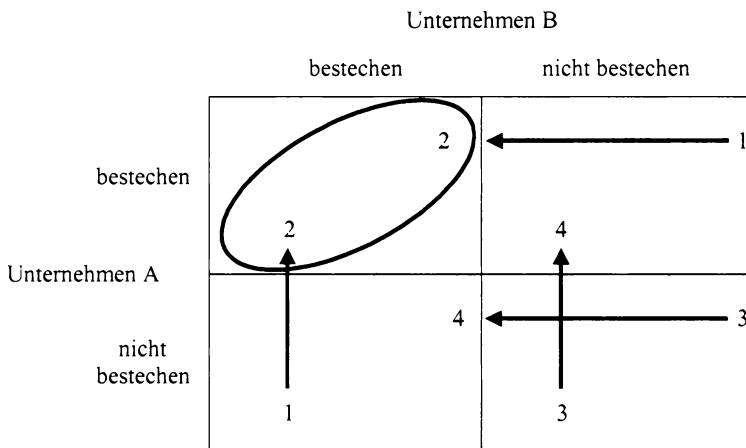 Unternehmen B
bestechen nicht bestechen
2 1
bestechen
2 4
Unternehmen A
4 3
nicht
bestechen
1 3